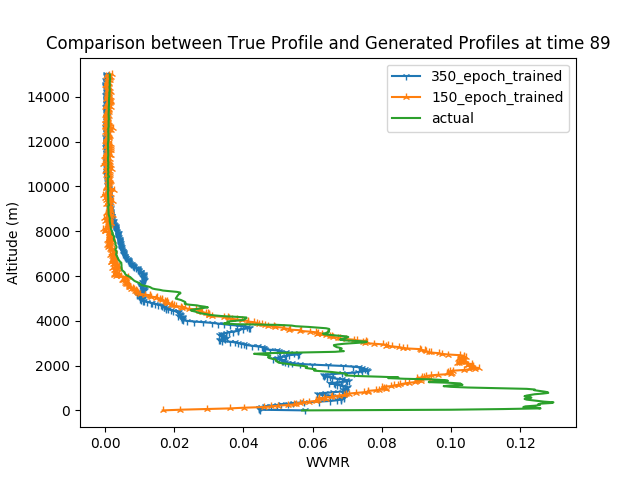 Comparison between True Profile and Generated Profiles at time 89
350_epoch_trained
150_epoch_trained
actual
Altitude (m)
14000
12000
10000
8000
6000
4000
2000
0
0.00 0.02 0.04 0.06 0.08 0.10 0.12
WVMR